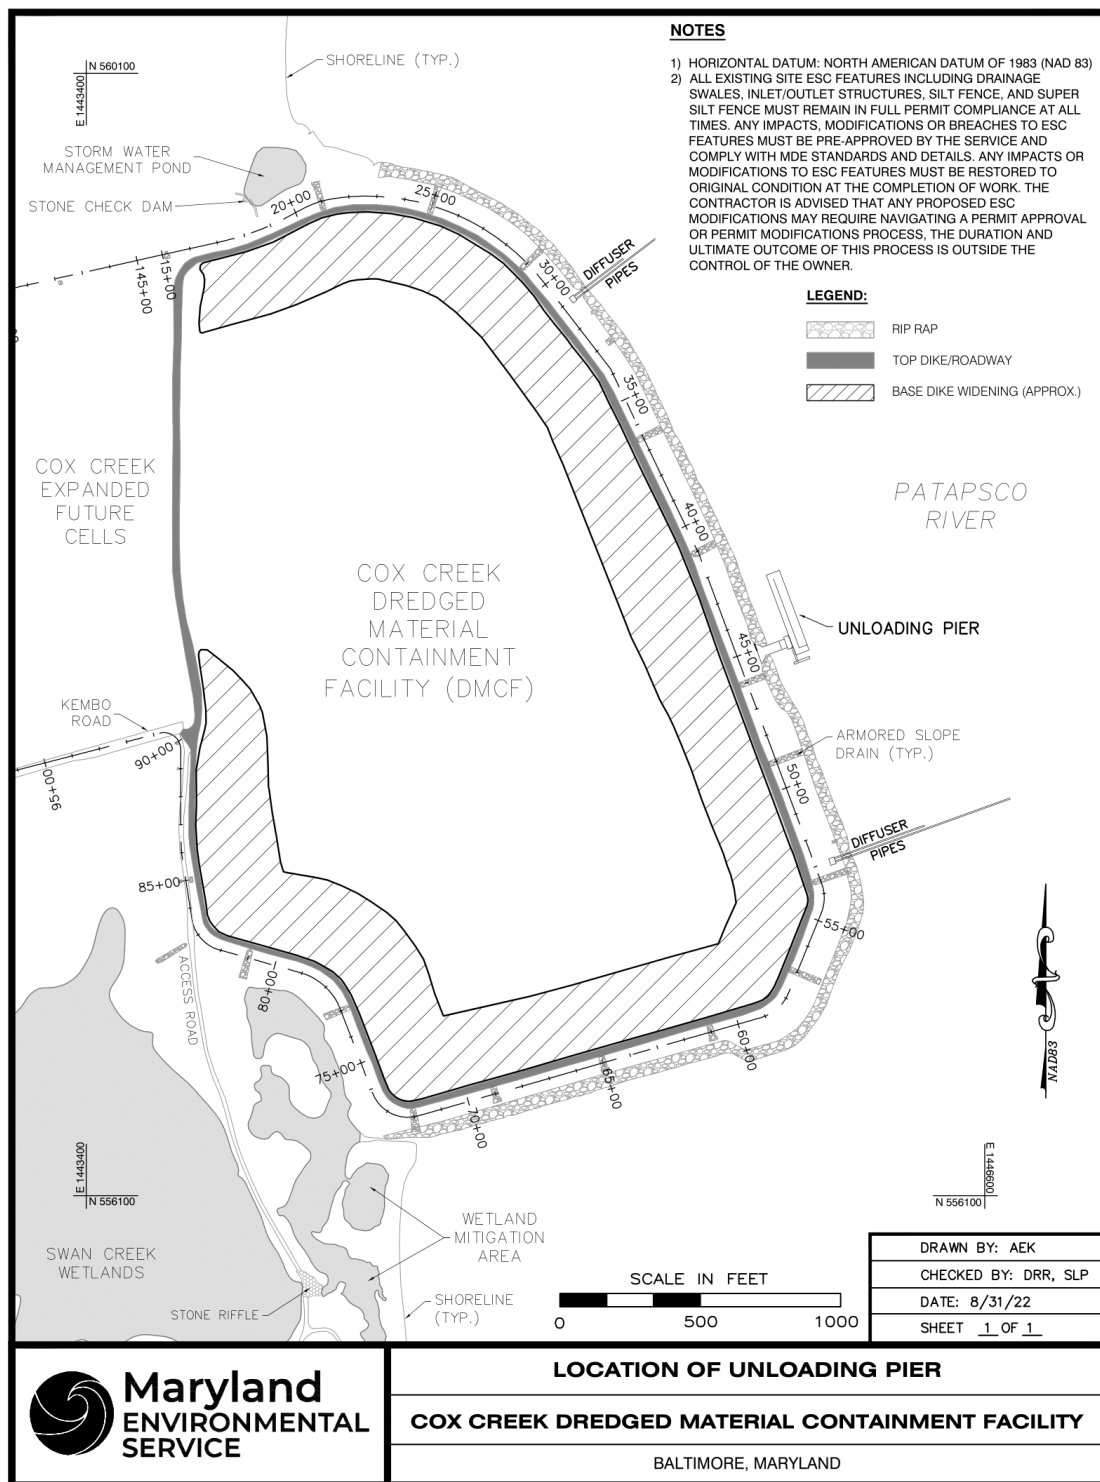 NOTES
1) HORIZONTAL DATUM: NORTH AMERICAN DATUM OF 1983 (NAD 83)
2) ALL EXISTING SITE ESC FEATURES INCLUDING DRAINAGE
SWALES, INLET/OUTLET STRUCTURES, SILT FENCE, AND SUPER
SILT FENCE MUST REMAIN IN FULL PERMIT COMPLIANCE AT ALL
TIMES. ANY IMPACTS, MODIFICATIONS OR BREACHES TO ESC
FEATURES MUST BE PRE-APPROVED BY THE SERVICE AND
COMPLY WITH MDE STANDARDS AND DETAILS. ANY IMPACTS OR
MODIFICATIONS TO ESC FEATURES MUST BE RESTORED TO
ORIGINAL CONDITION AT THE COMPLETION OF WORK. THE
CONTRACTOR IS ADVISED THAT ANY PROPOSED ESC
MODIFICATIONS MAY REQUIRE NAVIGATING A PERMIT APPROVAL
OR PERMIT MODIFICATIONS PROCESS, THE DURATION AND
ULTIMATE OUTCOME OF THIS PROCESS IS OUTSIDE THE
CONTROL OF THE OWNER.
LEGEND:
RIP RAP
TOP DIKE/ROADWAY
BASE DIKE WIDENING (APPROX.)
N 560100
E 1443400
SHORELINE (TYP.)
STORM WATER
MANAGEMENT POND
STONE CHECK DAM
145+00
15+00
20+00
25+00
30+00
DIFFUSER
PIPES
35+00
40+00
45+00
50+00
55+00
60+00
65+00
70+00
75+00
80+00
85+00
90+00
95+00
COX CREEK
EXPANDED
FUTURE
CELLS
COX CREEK
DREDGED
MATERIAL
CONTAINMENT
FACILITY (DMCF)
PATAPSCO
RIVER
UNLOADING PIER
KEMBO
ROAD
ARMORED SLOPE
DRAIN (TYP.)
DIFFUSER
PIPES
ACCESS ROAD
NAD83
E 1443400
N 556100
E 1446600
N 556100
SWAN CREEK
WETLANDS
WETLAND
MITIGATION
AREA
STONE RIFFLE
SHORELINE
(TYP.)
SCALE IN FEET
0 500 1000
DRAWN BY: AEK
CHECKED BY: DRR, SLP
DATE: 8/31/22
SHEET 1 OF 1
Maryland
ENVIRONMENTAL
SERVICE
LOCATION OF UNLOADING PIER
COX CREEK DREDGED MATERIAL CONTAINMENT FACILITY
BALTIMORE, MARYLAND